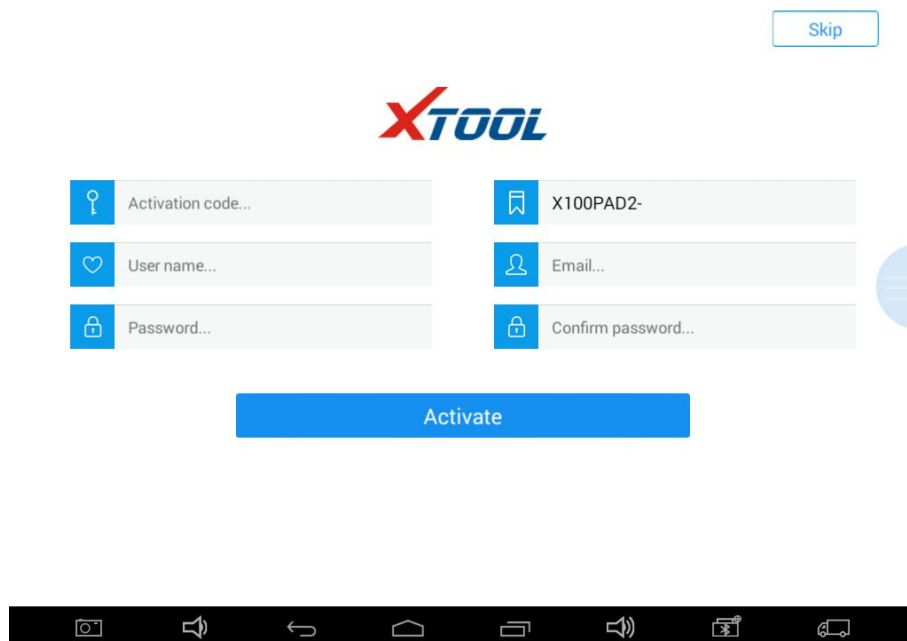 Skip
XTOOL
Activation code...
X100PAD2-
User name...
Email...
Password...
Confirm password...
Activate